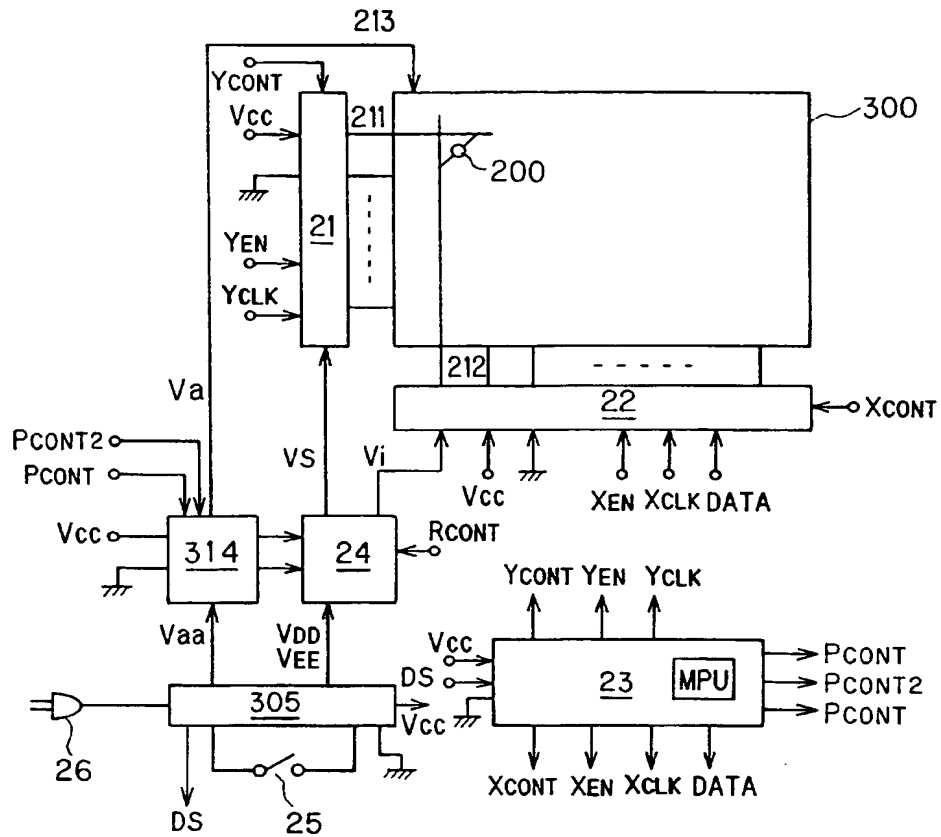 213
YCONT
Vcc
211
300
200
21
YEN
YCLK
212
22
XCONT
Va
PCONT2
PCONT
VS
Vi
Vcc
XEN XCLK DATA
Vcc
314
24
RCONT
YCONT YEN YCLK
Vaa
VDD
VEE
Vcc
DS
23
MPU
PCONT
PCONT2
PCONT
305
Vcc
26
25
DS
XCONT XEN XCLK DATA